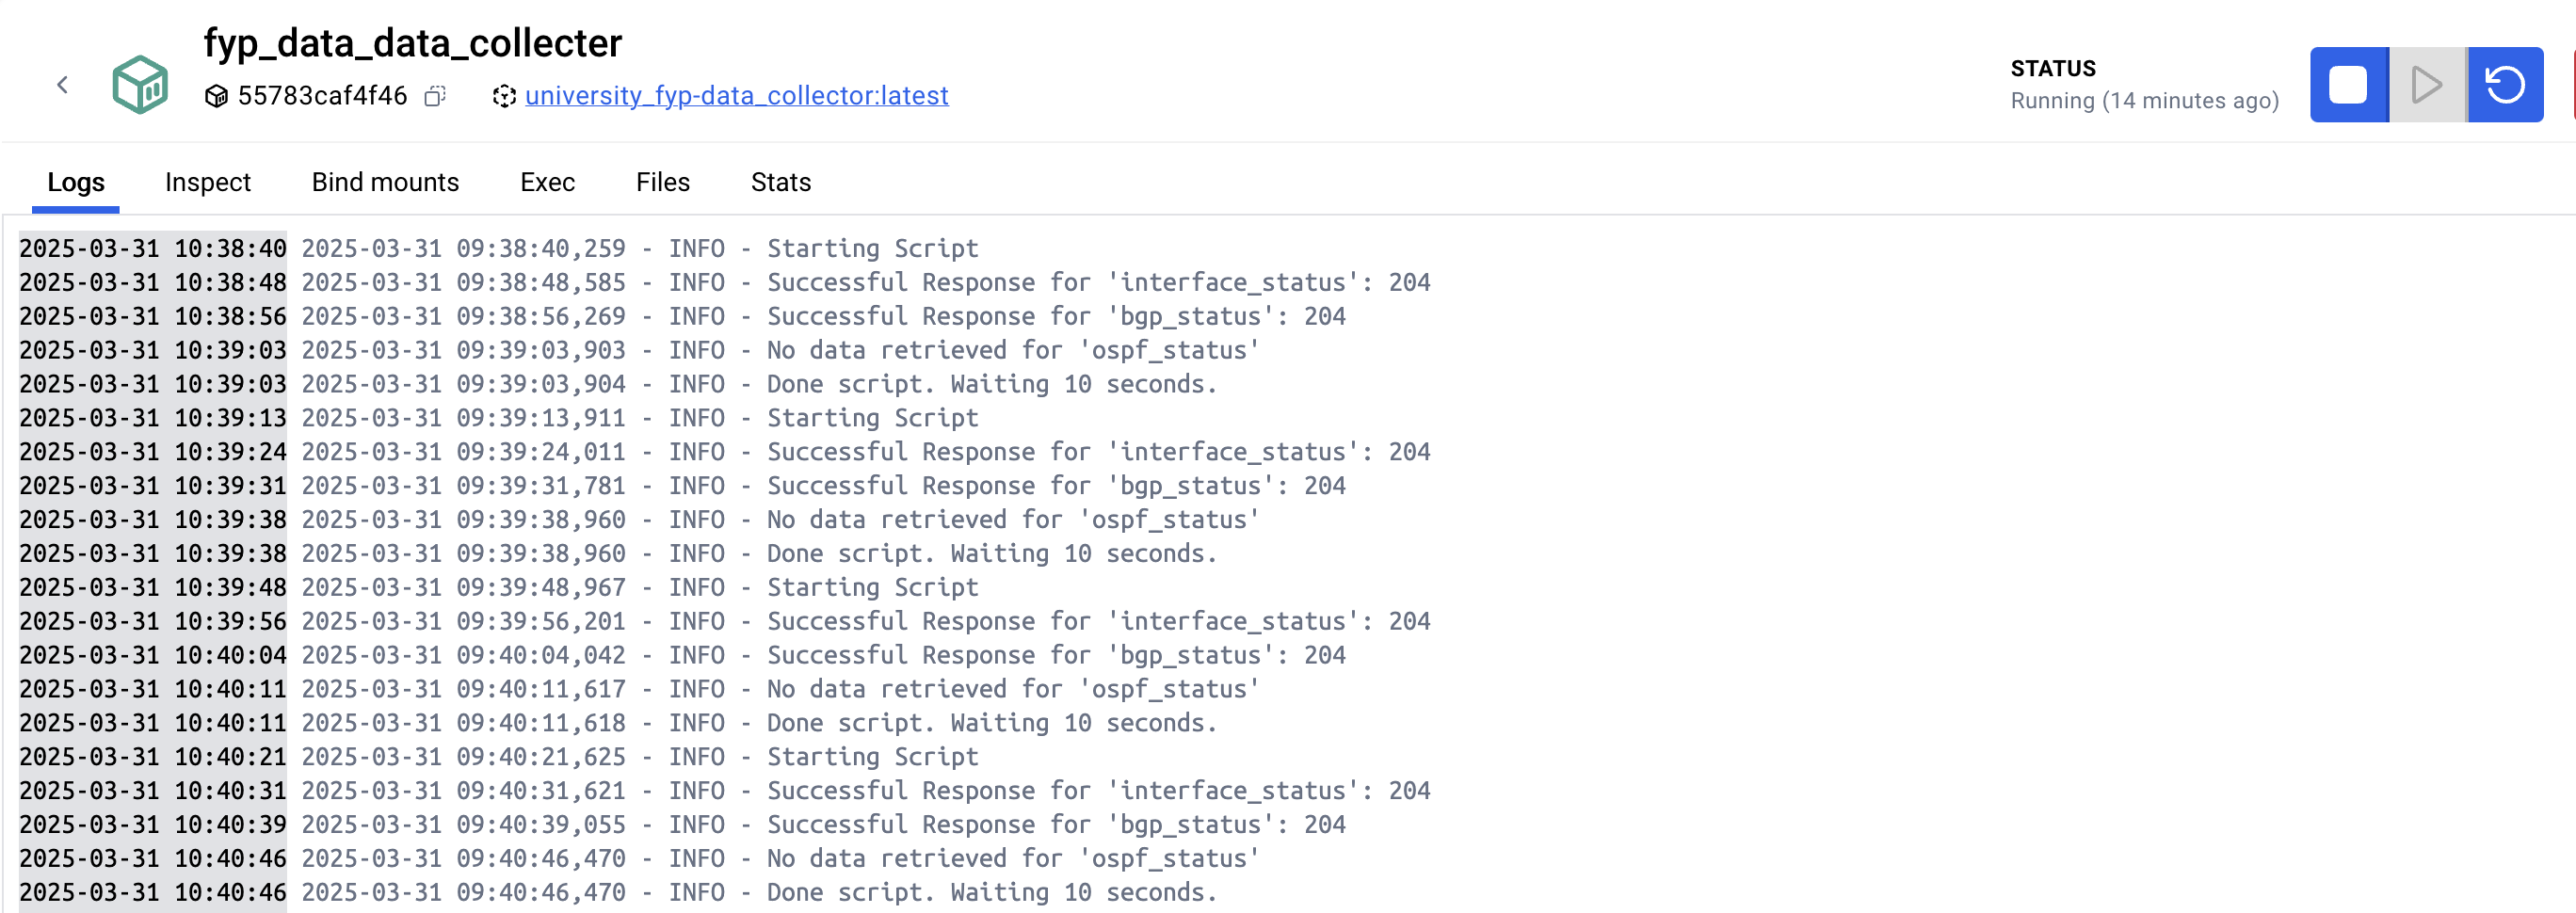 fyp_data_data_collecter
55783caf4f46 university_fyp-data_collector:latest
STATUS
Running (14 minutes ago)
Logs Inspect Bind mounts Exec Files Stats
2025-03-31 10:38:40 2025-03-31 09:38:40,259 - INFO - Starting Script
2025-03-31 10:38:48 2025-03-31 09:38:48,585 - INFO - Successful Response for 'interface_status': 204
2025-03-31 10:38:56 2025-03-31 09:38:56,269 - INFO - Successful Response for 'bgp_status': 204
2025-03-31 10:39:03 2025-03-31 09:39:03,903 - INFO - No data retrieved for 'ospf_status'
2025-03-31 10:39:03 2025-03-31 09:39:03,904 - INFO - Done script. Waiting 10 seconds.
2025-03-31 10:39:13 2025-03-31 09:39:13,911 - INFO - Starting Script
2025-03-31 10:39:24 2025-03-31 09:39:24,011 - INFO - Successful Response for 'interface_status': 204
2025-03-31 10:39:31 2025-03-31 09:39:31,781 - INFO - Successful Response for 'bgp_status': 204
2025-03-31 10:39:38 2025-03-31 09:39:38,960 - INFO - No data retrieved for 'ospf_status'
2025-03-31 10:39:38 2025-03-31 09:39:38,960 - INFO - Done script. Waiting 10 seconds.
2025-03-31 10:39:48 2025-03-31 09:39:48,967 - INFO - Starting Script
2025-03-31 10:39:56 2025-03-31 09:39:56,201 - INFO - Successful Response for 'interface_status': 204
2025-03-31 10:40:04 2025-03-31 09:40:04,042 - INFO - Successful Response for 'bgp_status': 204
2025-03-31 10:40:11 2025-03-31 09:40:11,617 - INFO - No data retrieved for 'ospf_status'
2025-03-31 10:40:11 2025-03-31 09:40:11,618 - INFO - Done script. Waiting 10 seconds.
2025-03-31 10:40:21 2025-03-31 09:40:21,625 - INFO - Starting Script
2025-03-31 10:40:31 2025-03-31 09:40:31,621 - INFO - Successful Response for 'interface_status': 204
2025-03-31 10:40:39 2025-03-31 09:40:39,055 - INFO - Successful Response for 'bgp_status': 204
2025-03-31 10:40:46 2025-03-31 09:40:46,470 - INFO - No data retrieved for 'ospf_status'
2025-03-31 10:40:46 2025-03-31 09:40:46,470 - INFO - Done script. Waiting 10 seconds.